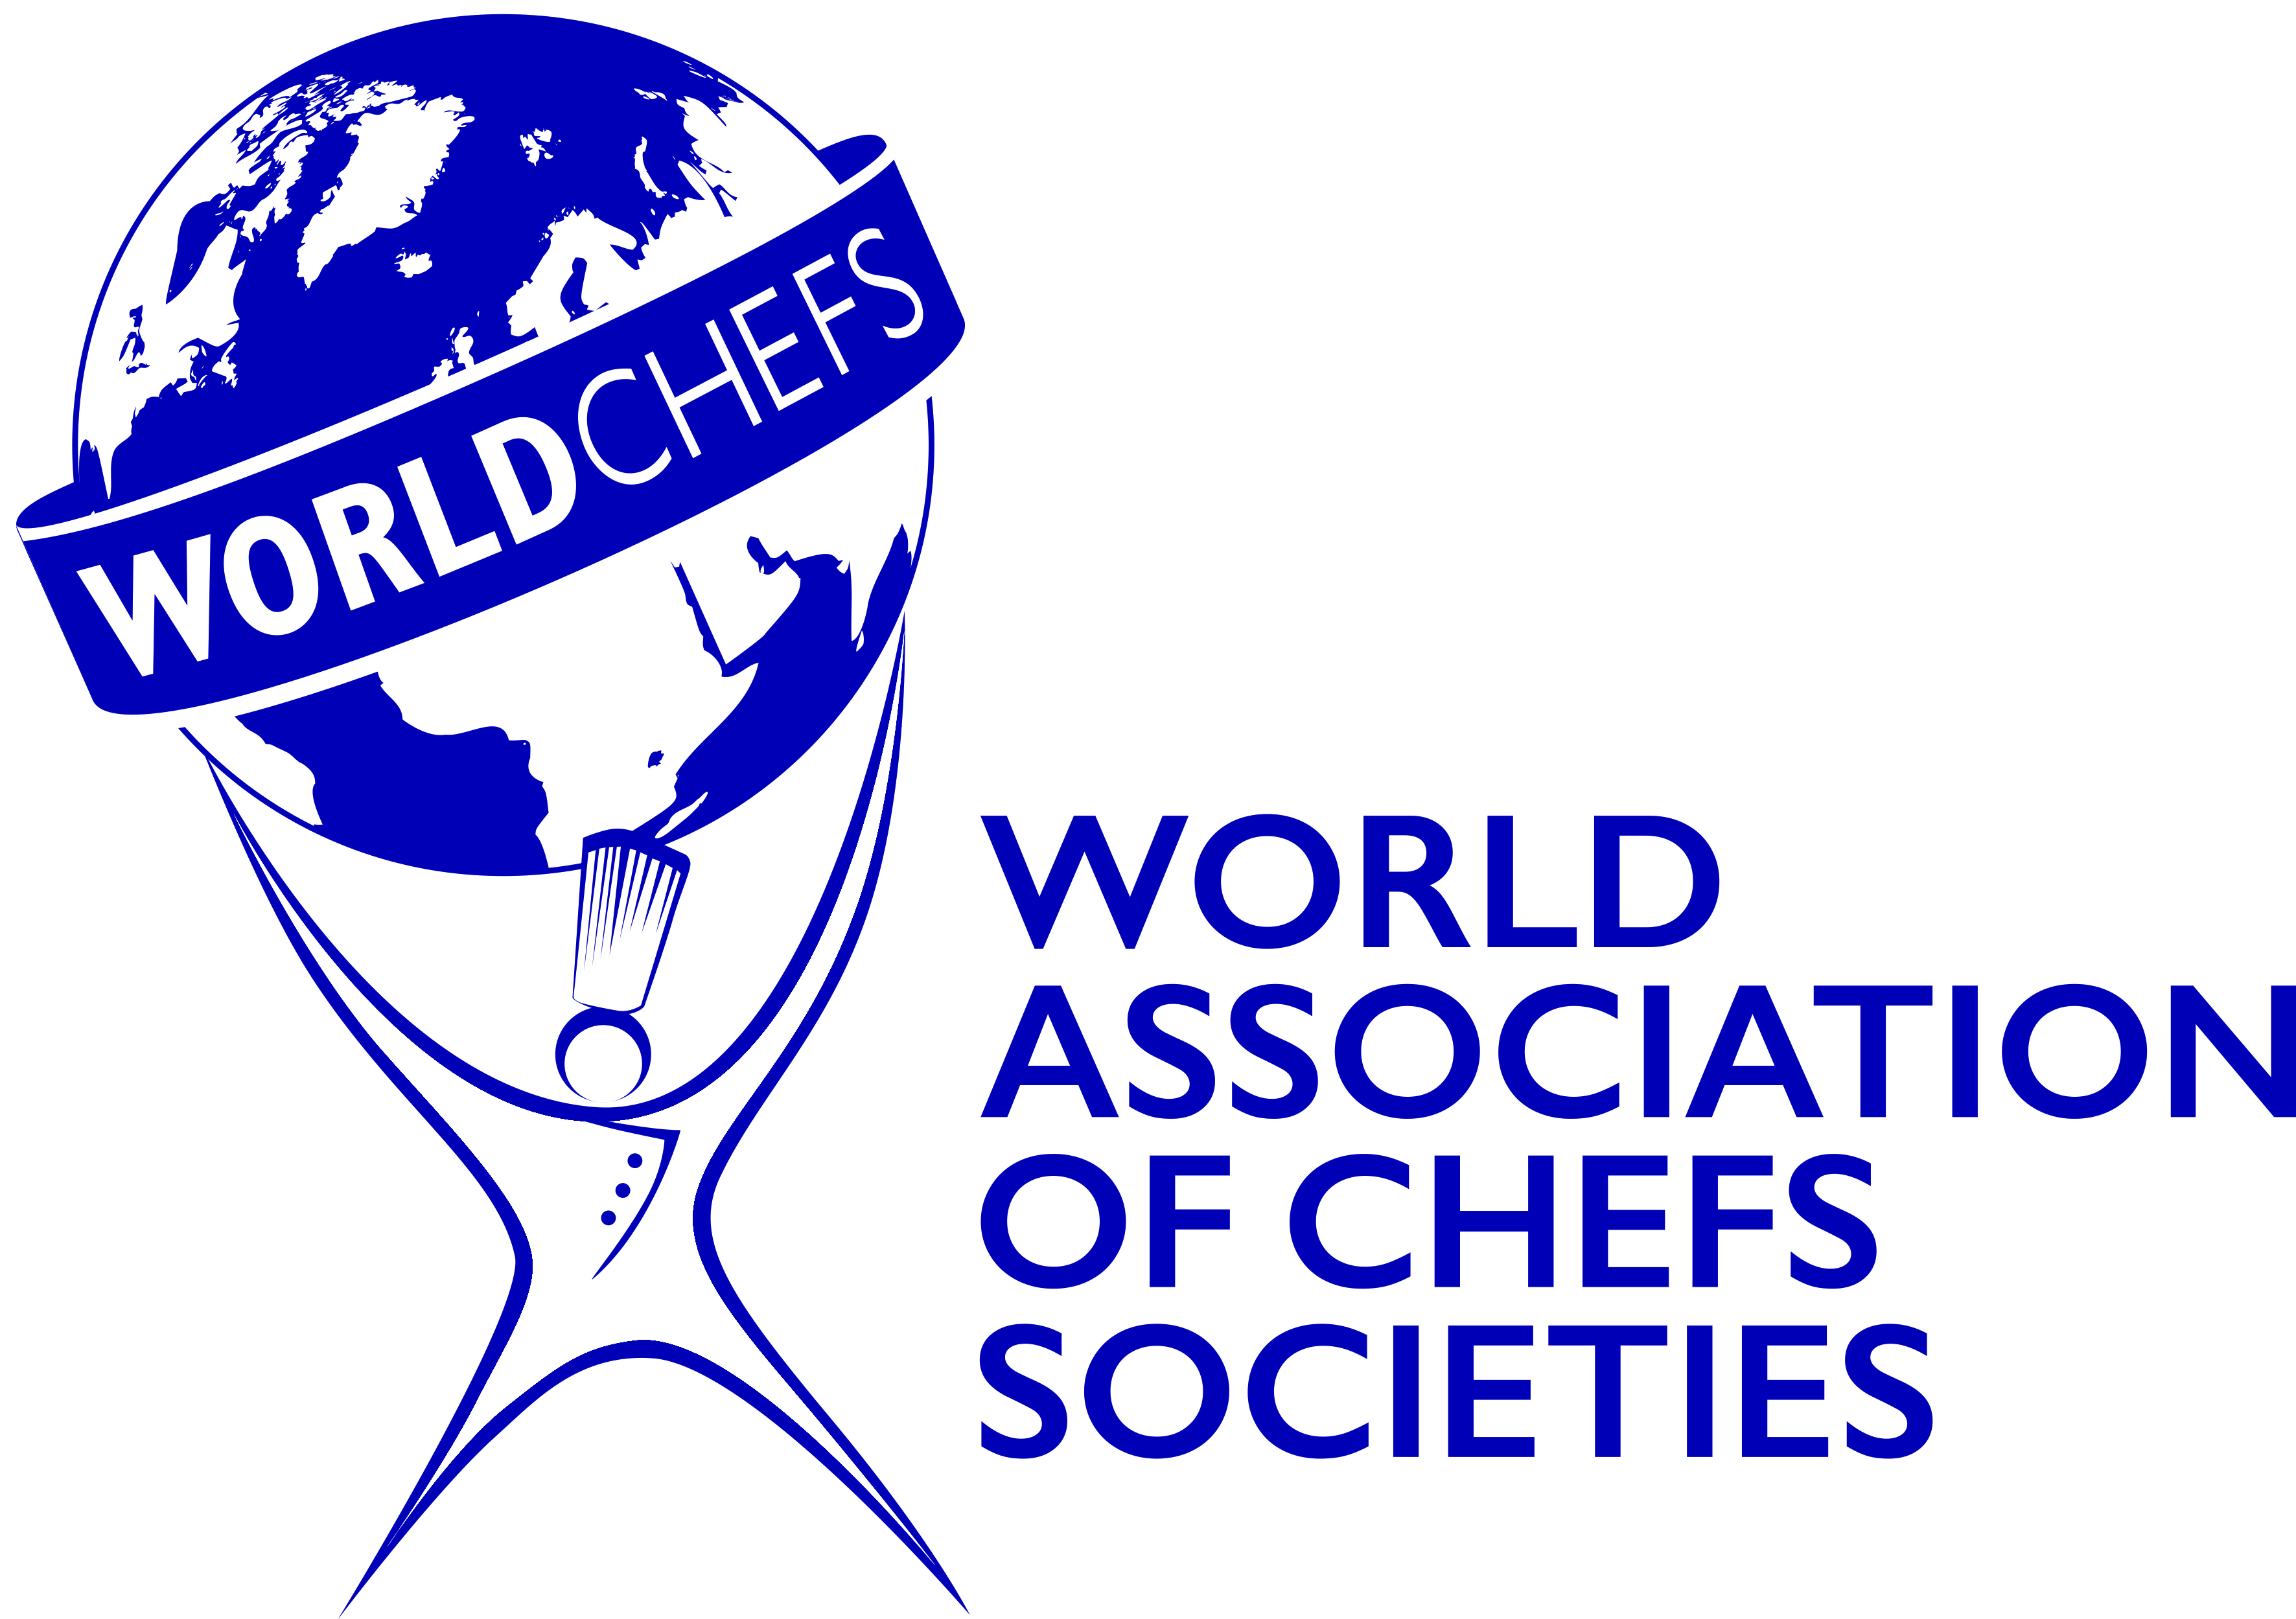 WORLDCHEFS
WORLD
ASSOCIATION
OF CHEFS
SOCIETIES